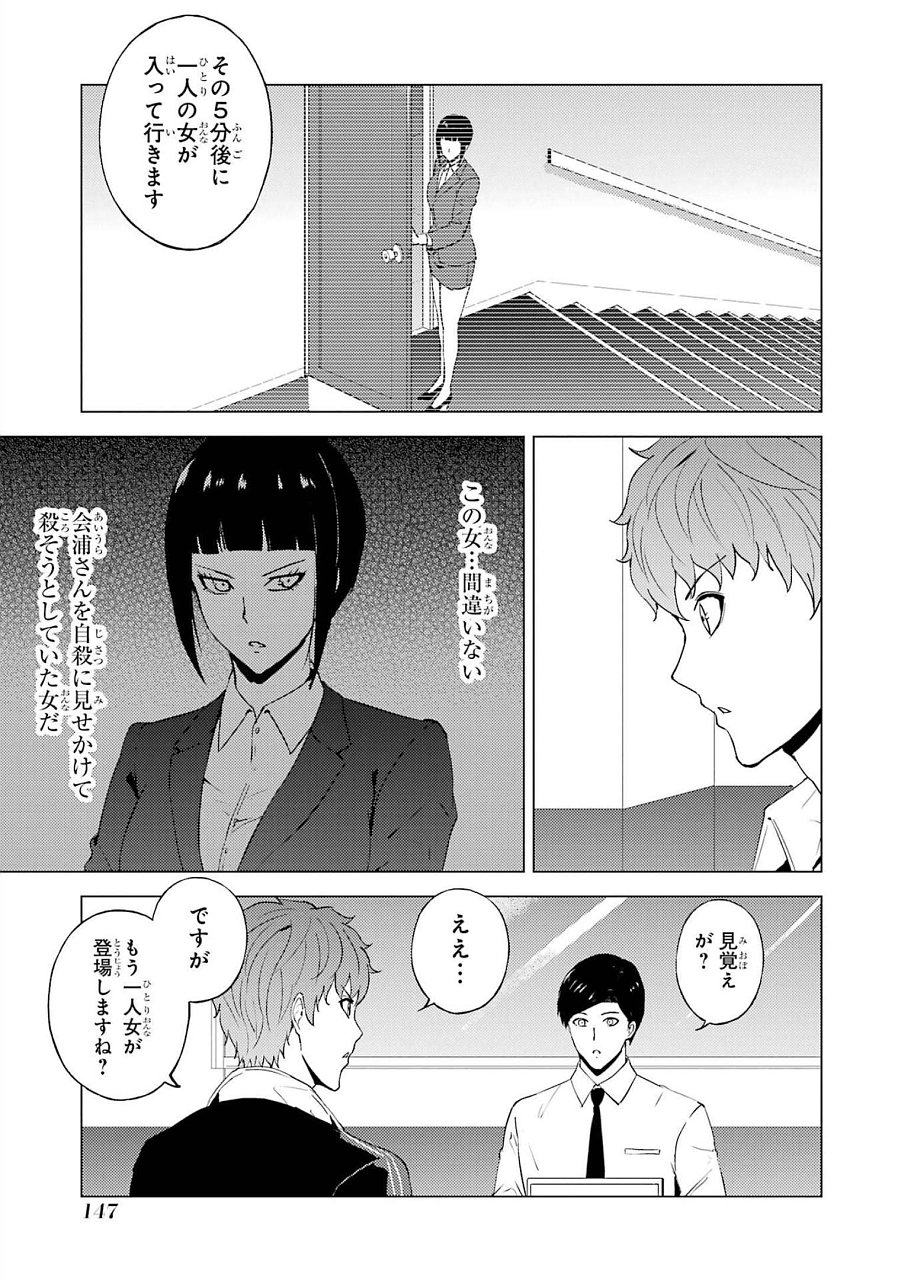 その5分後に
一人の女が
入って行きます
この女…間違いない
会浦さんを自殺に見せかけて
殺そうとしていた女だ
見覚え
が？
ええ…
ですが
もう一人女が
登場しますね？
147